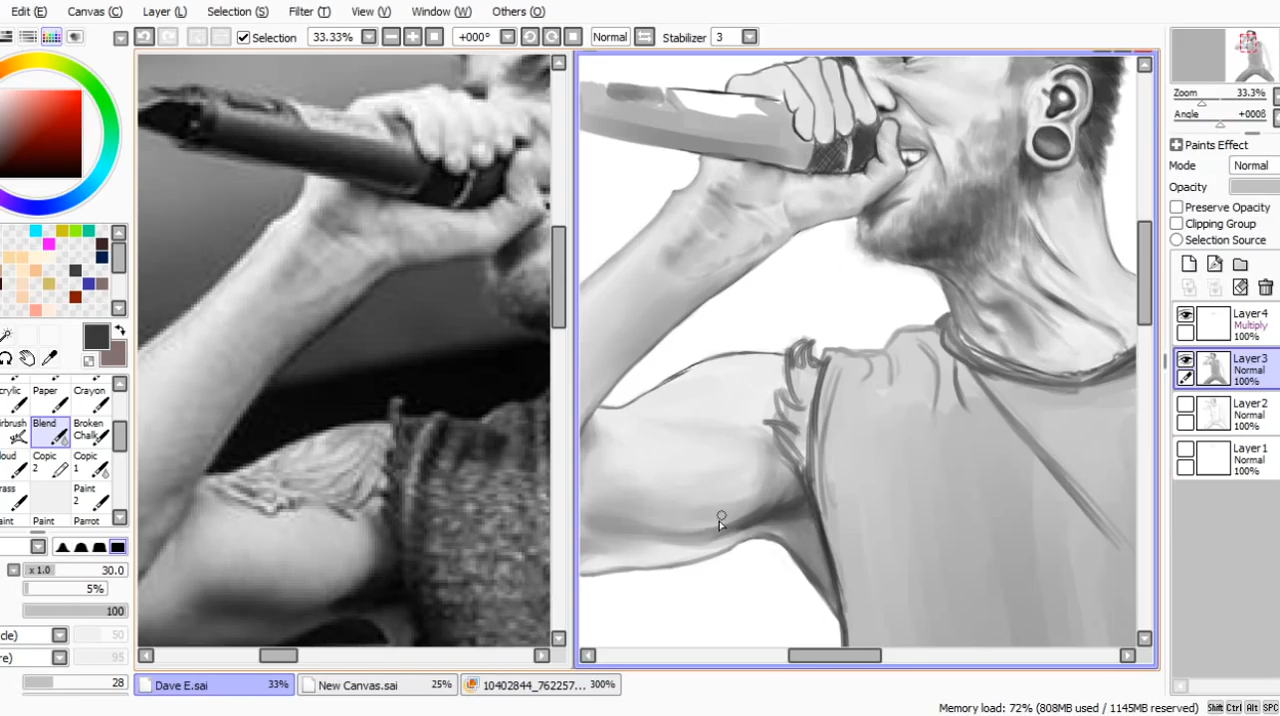 Edit (E) Canvas (C) Layer (L) Selection (S) Filter (T) View (V) Window (W) Others (O)
Selection 33.33% +000° Normal Stabilizer 3
Zoom 33.3%
Angle +000
Paints Effect
Mode Normal
Opacity
Preserve Opacity
Clipping Group
Selection Source
Layer4
Multiply
100%
Layer3
Normal
100%
Layer2
Normal
100%
Layer1
Normal
100%
Paper Crayon
Blend Broken
Chalk
Copic Copic
2 1
Paint
2
Paint Parrot
x 1.0 30.0
5%
100
50
95
28
Dave E.sai 33% New Canvas.sai 25% 10402844_762257... 300%
Memory load: 72% (808MB used / 1145MB reserved) Shift Ctrl Alt SPC